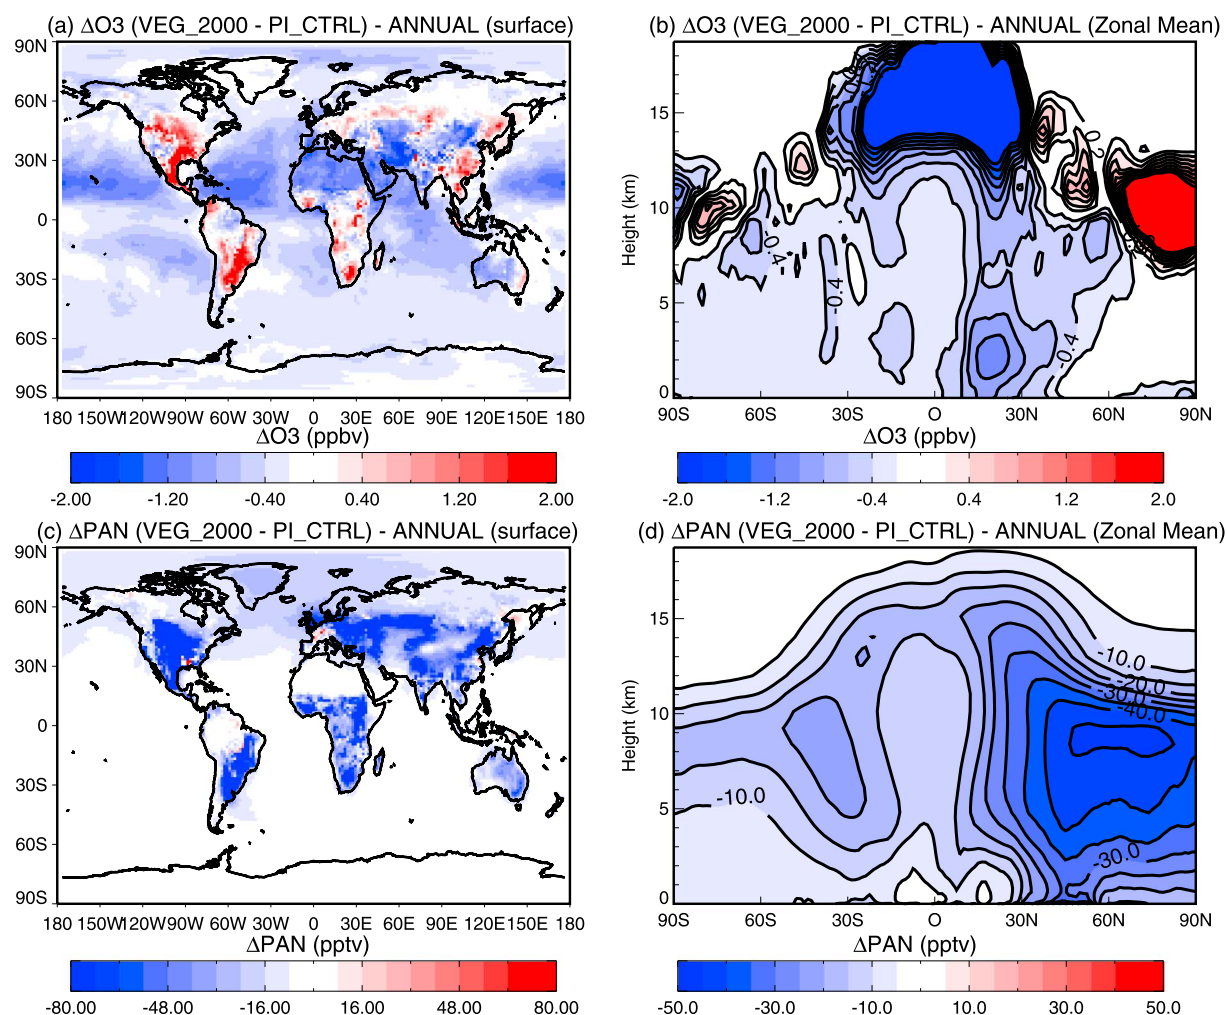 (a) ΔO3 (VEG_2000 - PI_CTRL) - ANNUAL (surface)
90N
60N
30N
0
30S
60S
90S
180 150W 120W 90W 60W 30W 0 30E 60E 90E 120E 150E 180
ΔO3 (ppbv)
-2.00 -1.20 -0.40 0.40 1.20 2.00
(b) ΔO3 (VEG_2000 - PI_CTRL) - ANNUAL (Zonal Mean)
Height (km)
15
10
5
0
-0.4
-0.4
-0.4
90S 60S 30S O 30N 60N 90N
ΔO3 (ppbv)
-2.0 -1.2 -0.4 0.4 1.2 2.0
(c) ΔPAN (VEG_2000 - PI_CTRL) - ANNUAL (surface)
90N
60N
30N
0
30S
60S
90S
180 150W 120W 90W 60W 30W 0 30E 60E 90E 120E 150E 180
ΔPAN (pptv)
-80.00 -48.00 -16.00 16.00 48.00 80.00
(d) ΔPAN (VEG_2000 - PI_CTRL) - ANNUAL (Zonal Mean)
Height (km)
15
10
5
0
-10.0
-20.0
-30.0
-40.0
-10.0
-30.0
90S 60S 30S O 30N 60N 90N
ΔPAN (pptv)
-50.0 -30.0 -10.0 10.0 30.0 50.0